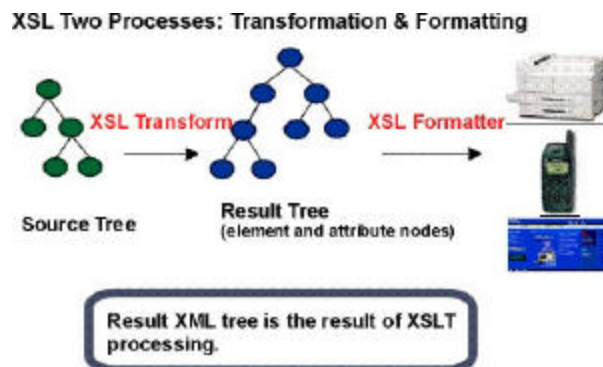 XSL Two Processes: Transformation & Formatting
XSL Transform
XSL Formatter
Source Tree
Result Tree
(element and attribute nodes)
Result XML tree is the result of XSLT
processing.